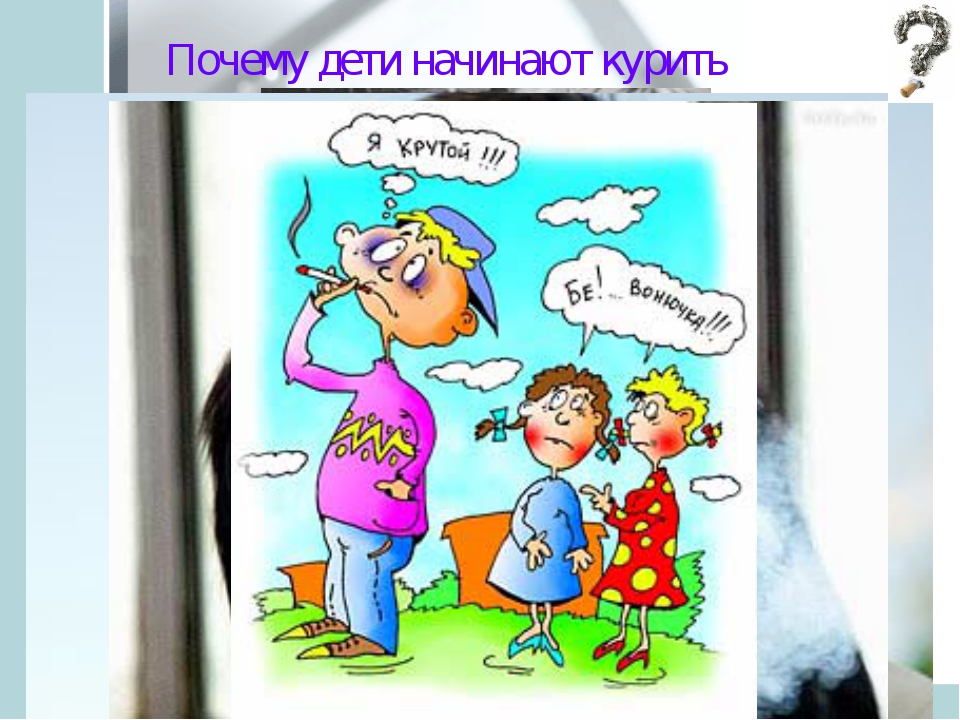 Почему дети начинают курить
Я КРУТОЙ!!!
БЕ!... ВОНЮЧКА!!!